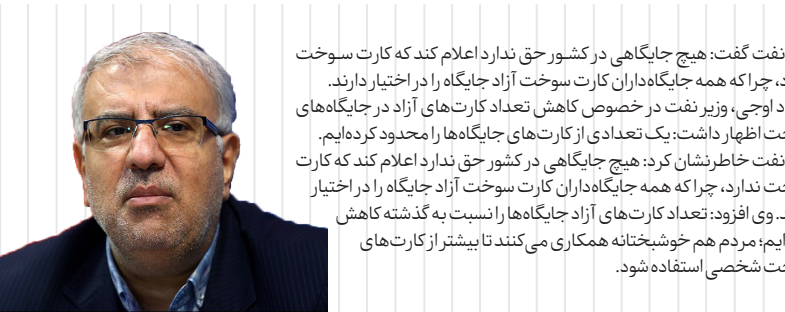 نفت گفت: هیچ جایگاهی در کشور حق ندارد اعلام کند که کارت سوخت
چرا که همه جایگاه‌داران کارت سوخت آزاد جایگاه را در اختیار دارند.
اوجی، وزیر نفت در خصوص کاهش تعداد کارت‌های آزاد در جایگاه‌های
اظهار داشت: یک تعدادی از کارت‌های جایگاه‌ها را محدود کرده‌ایم.
نفت خاطرنشان کرد: هیچ جایگاهی در کشور حق ندارد اعلام کند که کارت
ندارد، چرا که همه جایگاه‌داران کارت سوخت آزاد جایگاه را در اختیار
وی افزود: تعداد کارت‌های آزاد جایگاه‌ها را نسبت به گذشته کاهش
مردم هم خوشبختانه همکاری می‌کنند تا بیشتر از کارت‌های
شخصی استفاده شود.